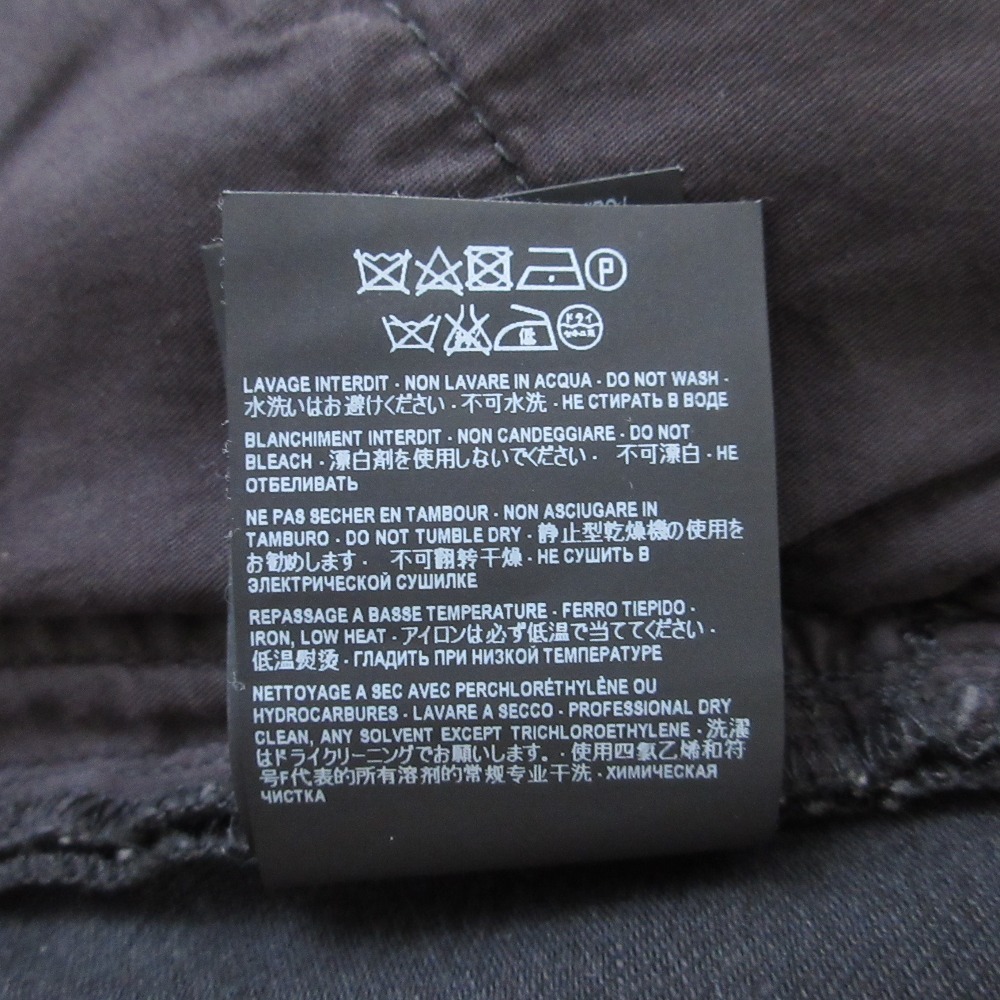 P
低 ドライ セキユ系
LAVAGE INTERDIT - NON LAVARE IN ACQUA - DO NOT WASH -
水洗いはお避けください - 不可水洗 - НЕ СТИРАТЬ В ВОДЕ
BLANCHIMENT INTERDIT - NON CANDEGGIARE - DO NOT
BLEACH - 漂白剤を使用しないでください - 不可漂白 - НЕ
ОТБЕЛИВАТЬ
NE PAS SECHER EN TAMBOUR - NON ASCIUGARE IN
TAMBURO - DO NOT TUMBLE DRY - 静止型乾燥機の使用を
お勧めします - 不可翻转干燥 - НЕ СУШИТЬ В
ЭЛЕКТРИЧЕСКОЙ СУШИЛКЕ
REPASSAGE A BASSE TEMPERATURE - FERRO TIEPIDO -
IRON, LOW HEAT - アイロンは必ず低温で当ててください -
低温熨烫 - ГЛАДИТЬ ПРИ НИЗКОЙ ТЕМПЕРАТУРЕ
NETTOYAGE A SEC AVEC PERCHLORÉTHYLÈNE OU
HYDROCARBURES - LAVARE A SECCO - PROFESSIONAL DRY
CLEAN, ANY SOLVENT EXCEPT TRICHLOROETHYLENE - 洗濯
はドライクリーニングでお願いします。- 使用四氯乙烯和符
号F代表的所有溶剂的常规专业干洗 - ХИМИЧЕСКАЯ
ЧИСТКА